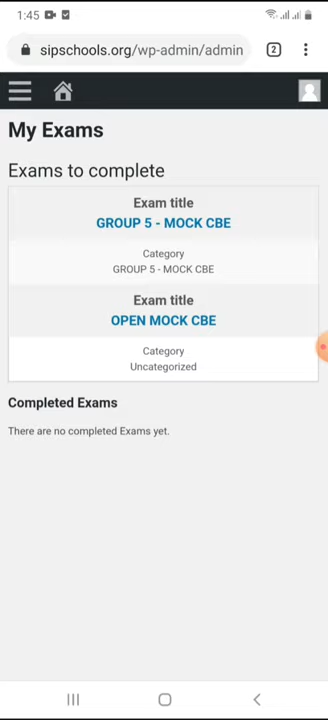 1:45
sipschools.org/wp-admin/admin
2
My Exams
Exams to complete
Exam title
GROUP 5 - MOCK CBE
Category
GROUP 5 - MOCK CBE
Exam title
OPEN MOCK CBE
Category
Uncategorized
Completed Exams
There are no completed Exams yet.